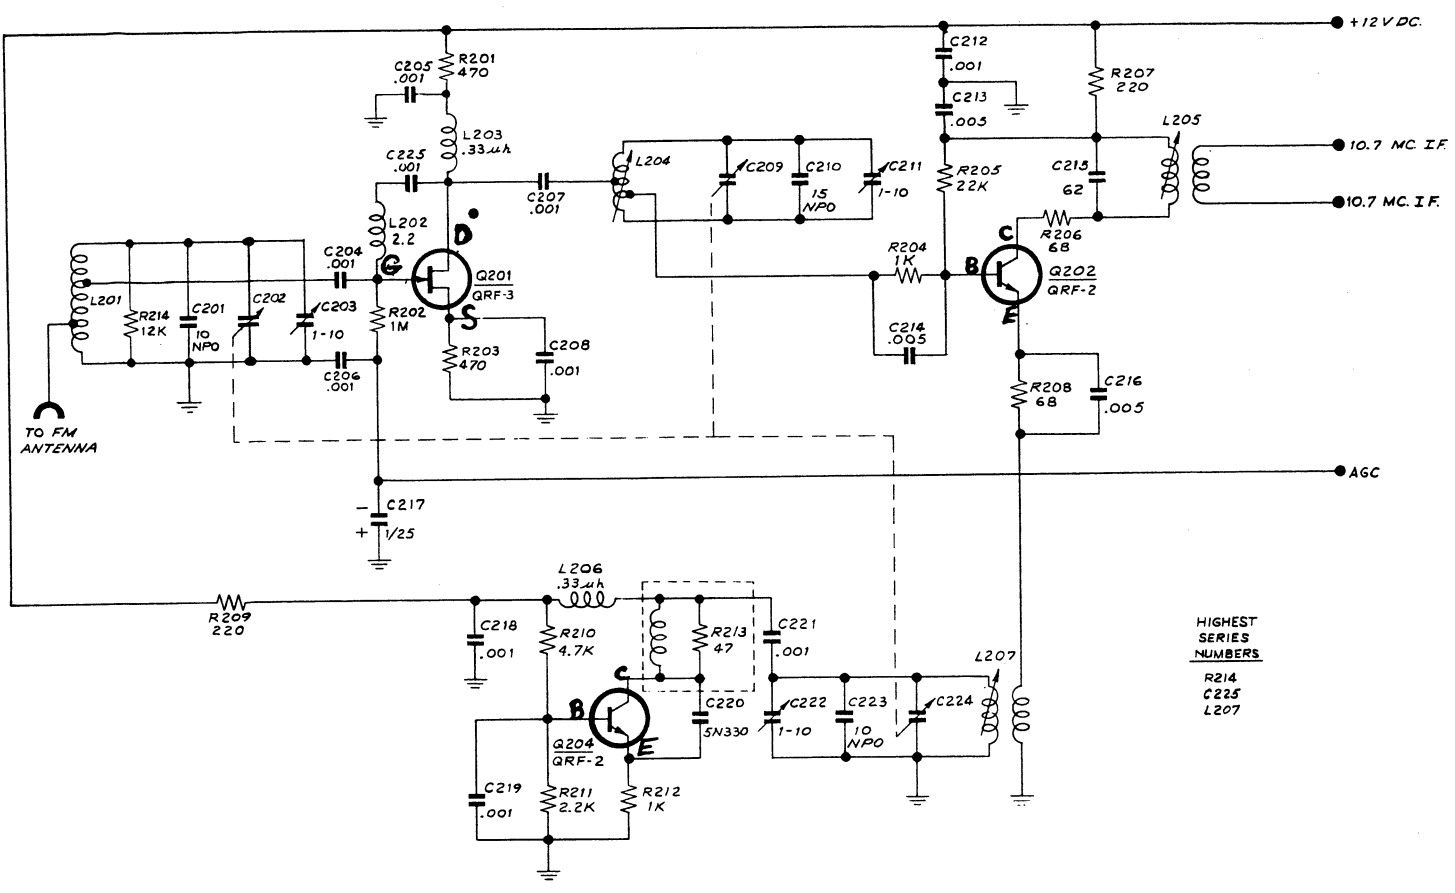 +12V DC.
C212
.001
C205
.001
R201
470
R207
220
C213
.005
L205
L203
.33μh
C225
.001
L204
C209
C210
15
NPO
C211
1-10
R205
22K
C215
62
10.7 MC. I.F.
10.7 MC. I.F.
C207
.001
L202
2.2
D
C
R206
68
C204
.001
G
Q201
QRF-3
R204
1K
B
Q202
QRF-2
L201
R214
12K
C201
10
NPO
C202
C203
1-10
R202
1M
S
E
C214
.005
R203
470
C208
.001
C206
.001
R208
68
C216
.005
TO FM
ANTENNA
AGC
C217
-
+
1/25
L206
.33μh
R209
220
C218
.001
R210
4.7K
R213
47
C221
.001
HIGHEST
SERIES
NUMBERS
R214
C225
L207
L207
C
B
C220
5N330
C222
1-10
C223
10
NPO
C224
E
Q204
QRF-2
C219
.001
R211
2.2K
R212
1K